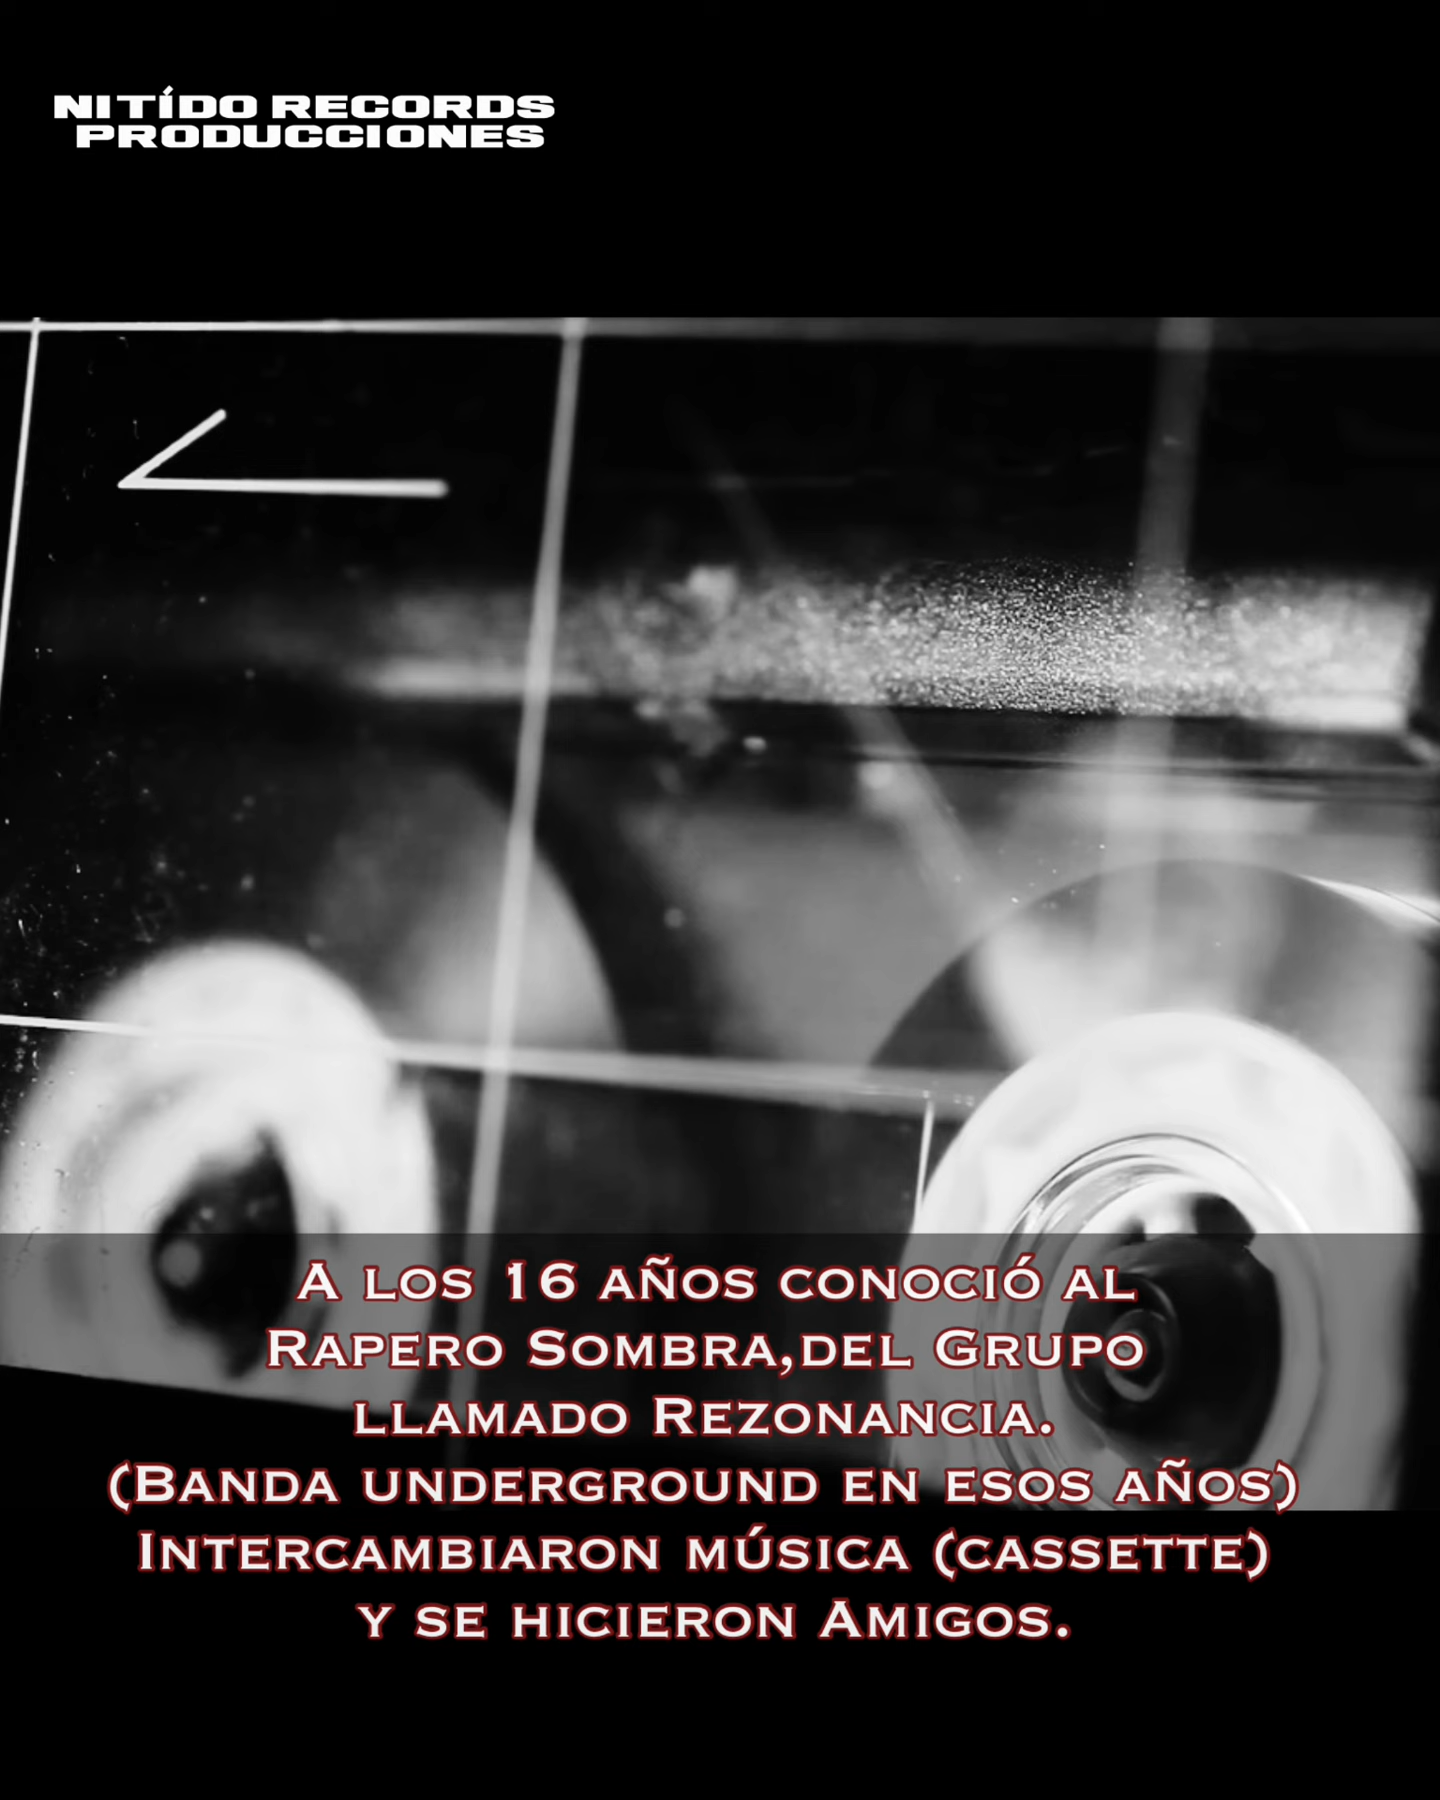 NITÍDO RECORDS
PRODUCCIONES
A LOS 16 AÑOS CONOCIÓ AL
RAPERO SOMBRA,DEL GRUPO
LLAMADO REZONANCIA.
(BANDA UNDERGROUND EN ESOS AÑOS)
INTERCAMBIARON MÚSICA (CASSETTE)
Y SE HICIERON AMIGOS.